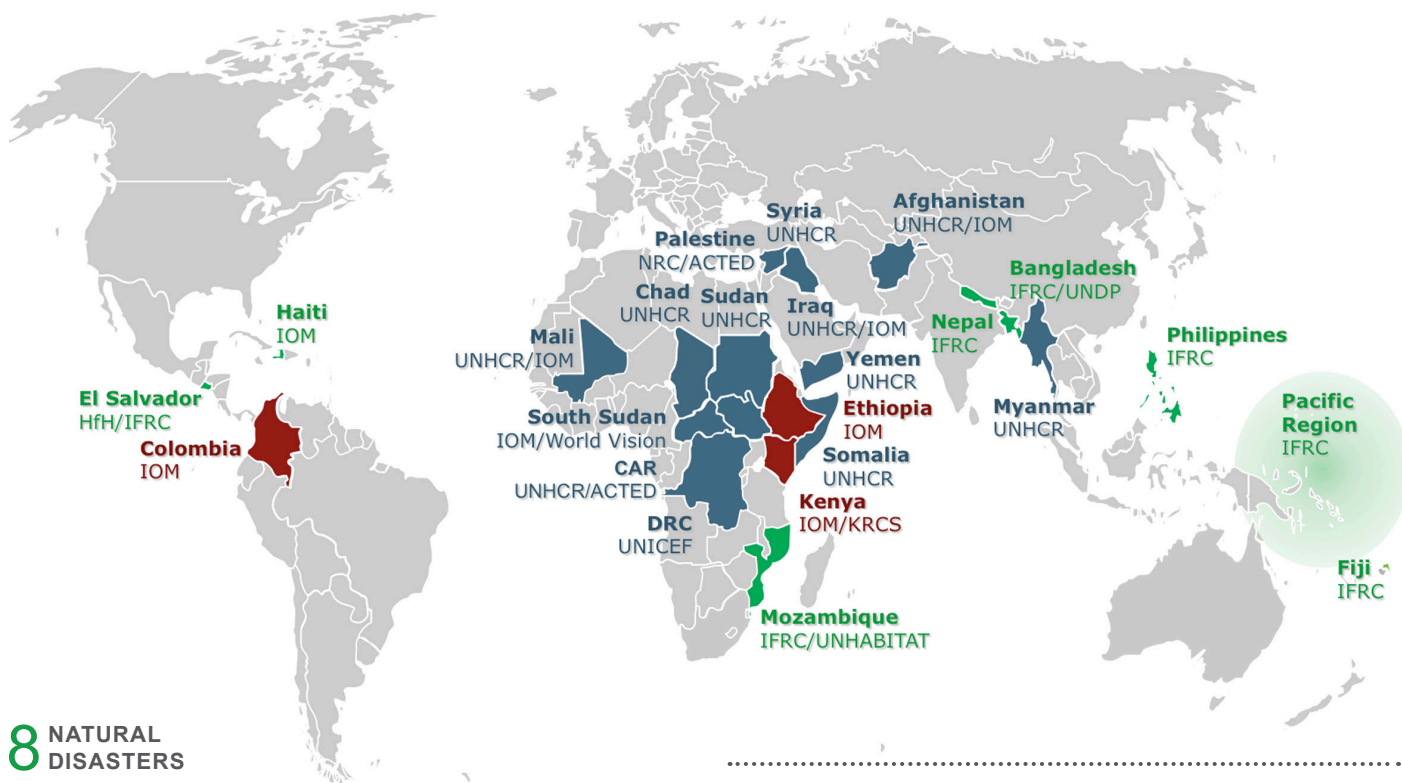 Syria
UNHCR
Afghanistan
UNHCR/IOM
Palestine
NRC/ACTED
Bangladesh
IFRC/UNDP
Chad
UNHCR
Sudan
UNHCR
Iraq
UNHCR/IOM
Haiti
IOM
Nepal
IFRC
Mali
UNHCR/IOM
Philippines
IFRC
Yemen
UNHCR
El Salvador
HfH/IFRC
Colombia
IOM
South Sudan
IOM/World Vision
Ethiopia
IOM
Myanmar
UNHCR
Pacific
Region
IFRC
Somalia
UNHCR
CAR
UNHCR/ACTED
Kenya
IOM/KRCS
DRC
UNICEF
Fiji
IFRC
Mozambique
IFRC/UNHABITAT
8 NATURAL
DISASTERS